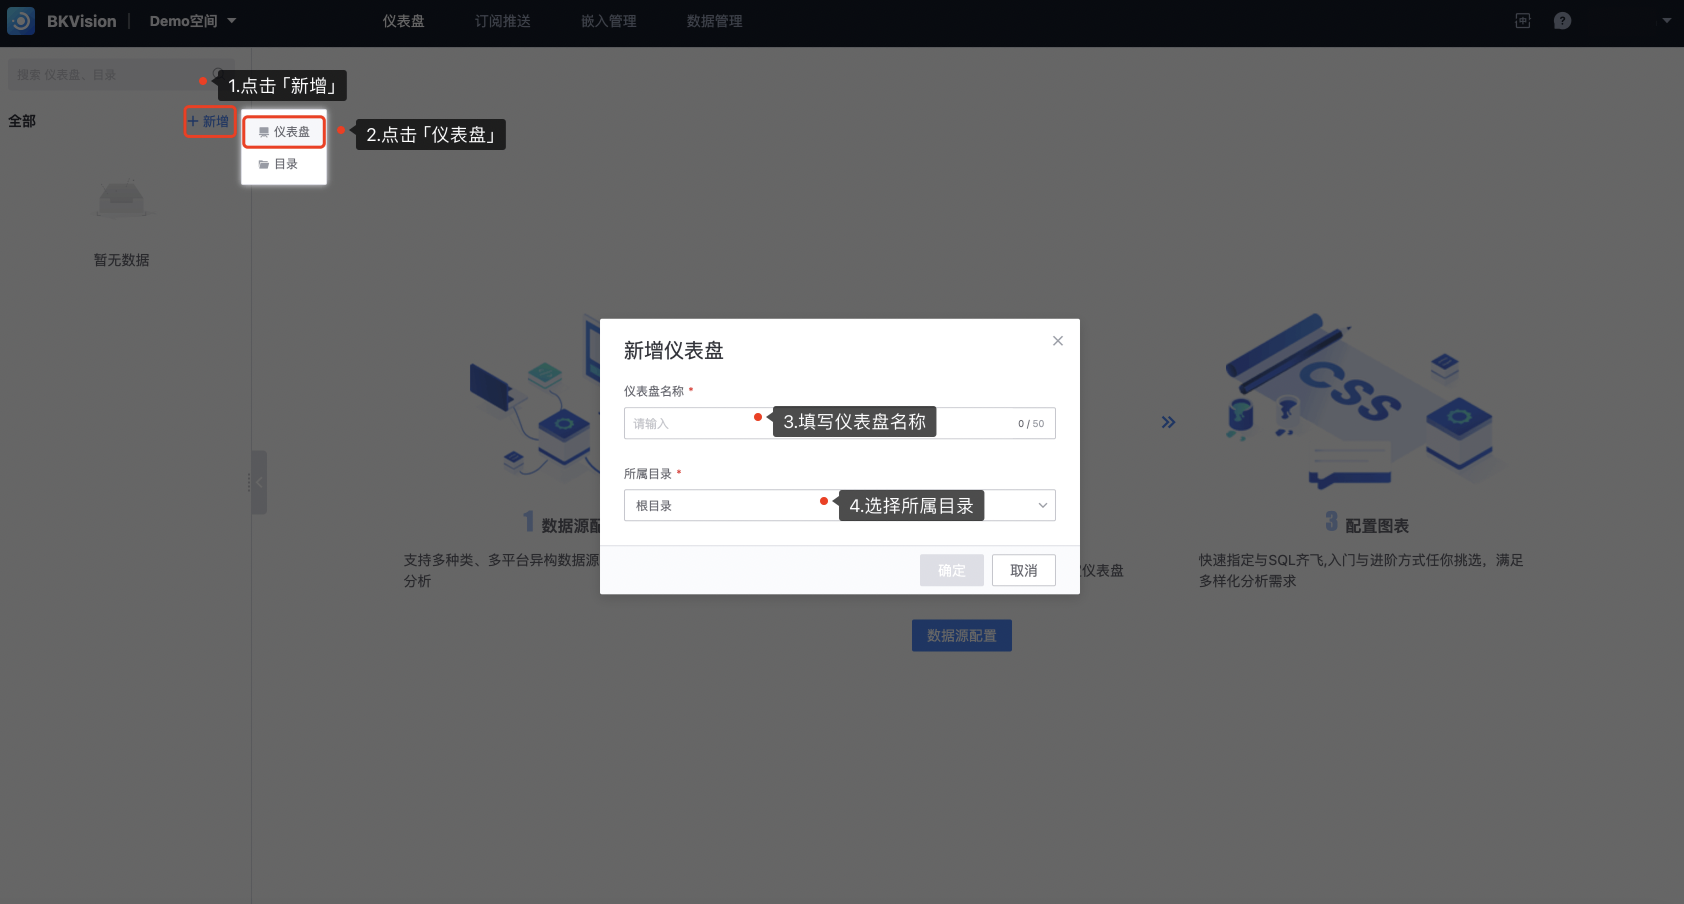 BKVision
Demo空间
仪表盘
订阅推送
嵌入管理
数据管理
搜索 仪表盘、目录
1.点击「新增」
全部
+ 新增
仪表盘
2.点击「仪表盘」
目录
暂无数据
新增仪表盘
仪表盘名称 *
请输入
3.填写仪表盘名称
0 / 50
所属目录 *
根目录
4.选择所属目录
确定
取消
1 数据源配
支持多种类、多平台异构数据源
分析
仪表盘
3 配置图表
快速指定与SQL齐飞,入门与进阶方式任你挑选，满足
多样化分析需求
CSS
数据源配置